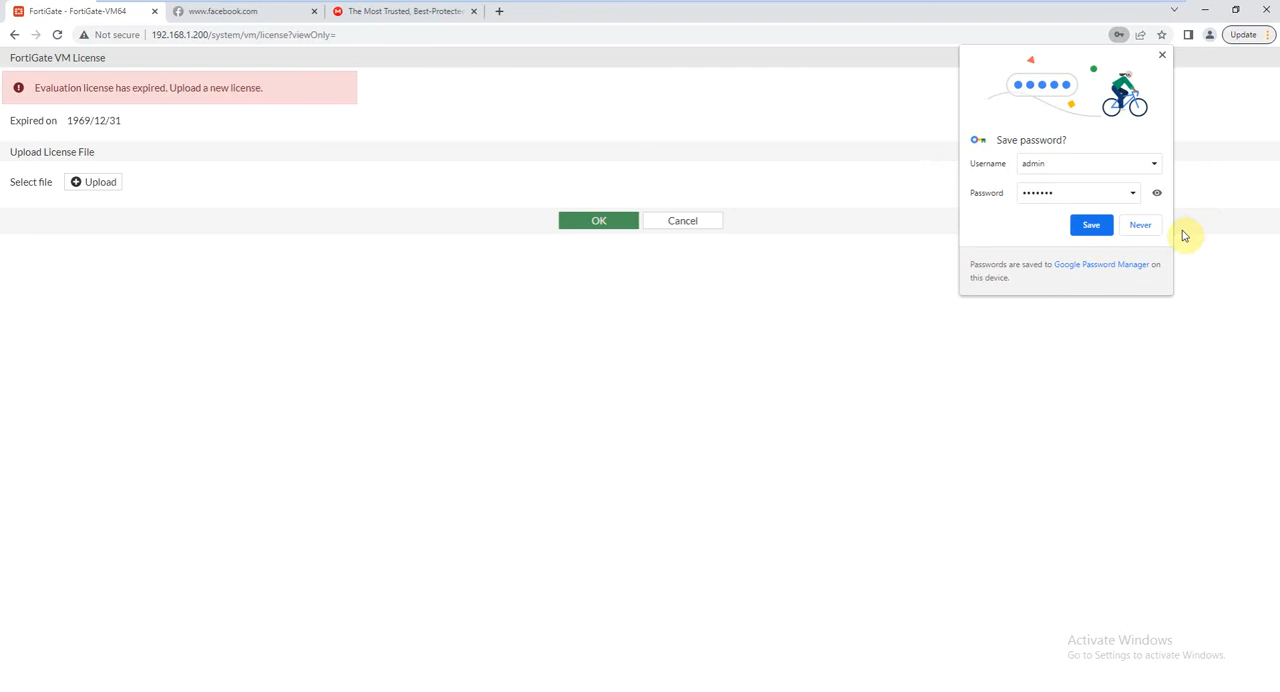 FortiGate - FortiGate-VM64
www.facebook.com
The Most Trusted, Best-Protecte
Not secure
192.168.1.200/system/vm/license?viewOnly=
Update
FortiGate VM License
Evaluation license has expired. Upload a new license.
Expired on 1969/12/31
Upload License File
Select file Upload
OK Cancel
Save password?
Username admin
Password •••••••
Save Never
Passwords are saved to Google Password Manager on
this device.
Activate Windows
Go to Settings to activate Windows.